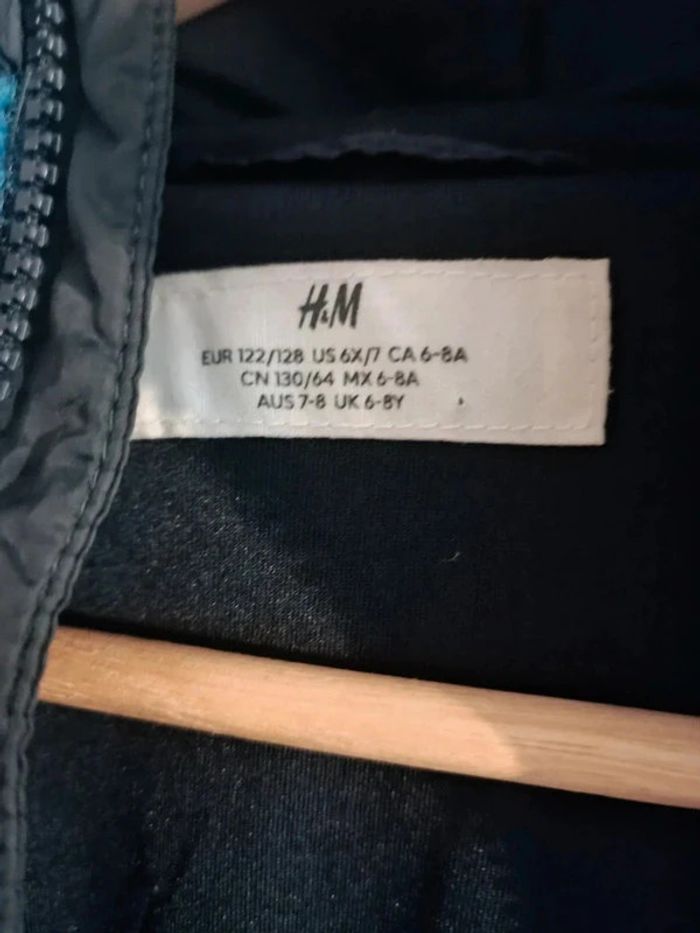 H&M
EUR 122/128 US 6X/7 CA 6-8A
CN 130/64 MX 6-8A
AUS 7-8 UK 6-8Y